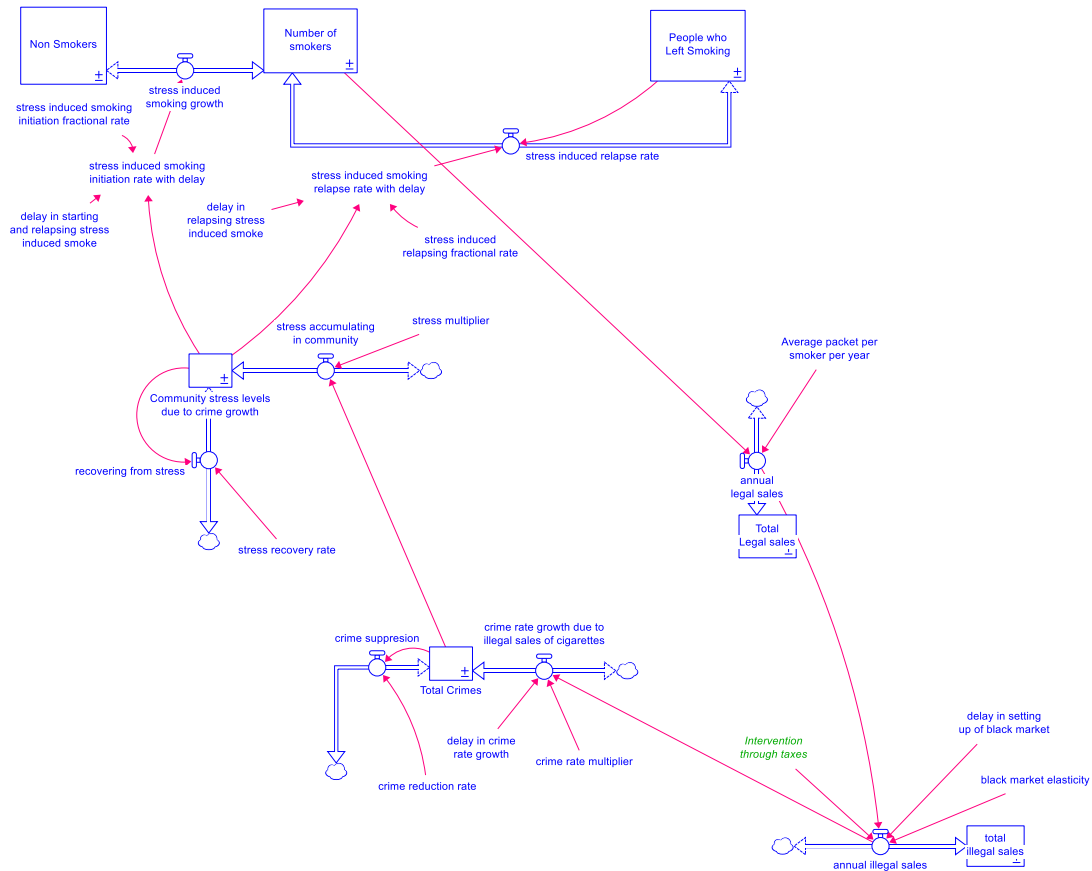 Non Smokers
Number of
smokers
People who
Left Smoking
stress induced
smoking growth
stress induced smoking
initiation fractional rate
stress induced relapse rate
stress induced smoking
initiation rate with delay
stress induced smoking
relapse rate with delay
delay in starting
and relapsing stress
induced smoke
delay in
relapsing stress
induced smoke
stress induced
relapsing fractional rate
stress accumulating
in community
stress multiplier
Average packet per
smoker per year
Community stress levels
due to crime growth
recovering from stress
annual
legal sales
stress recovery rate
Total
Legal sales
crime suppresion
crime rate growth due to
illegal sales of cigarettes
Total Crimes
delay in crime
rate growth
crime rate multiplier
crime reduction rate
Intervention
through taxes
delay in setting
up of black market
black market elasticity
total
illegal sales
annual illegal sales